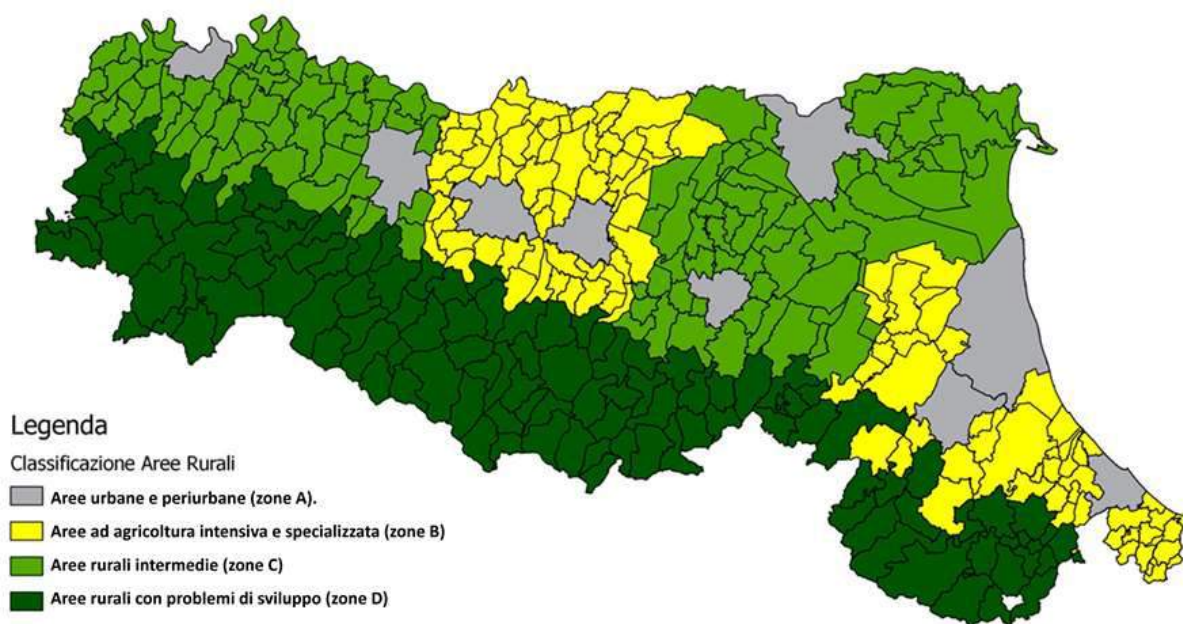 Legenda
Classificazione Aree Rurali
Aree urbane e periurbane (zone A).
Aree ad agricoltura intensiva e specializzata (zone B)
Aree rurali intermedie (zone C)
Aree rurali con problemi di sviluppo (zone D)